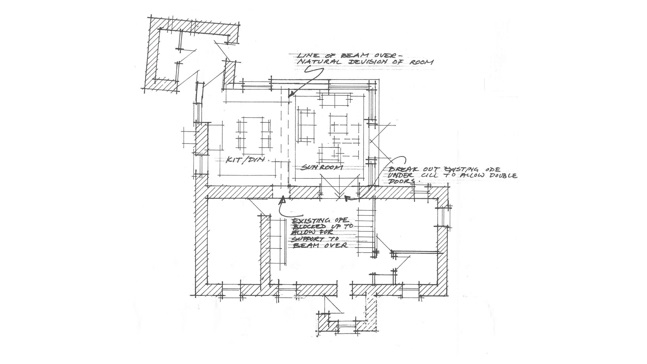 LINE OF BEAM OVER -
NATURAL DEVISION OF ROOM
KIT/DIN.
SUNROOM
BREAK OUT EXISTING OPE
UNDER CILL TO ALLOW DOUBLE
DOORS.
EXISTING OPE
BLOCKED UP TO
ALLOW FOR
SUPPORT TO
BEAM OVER